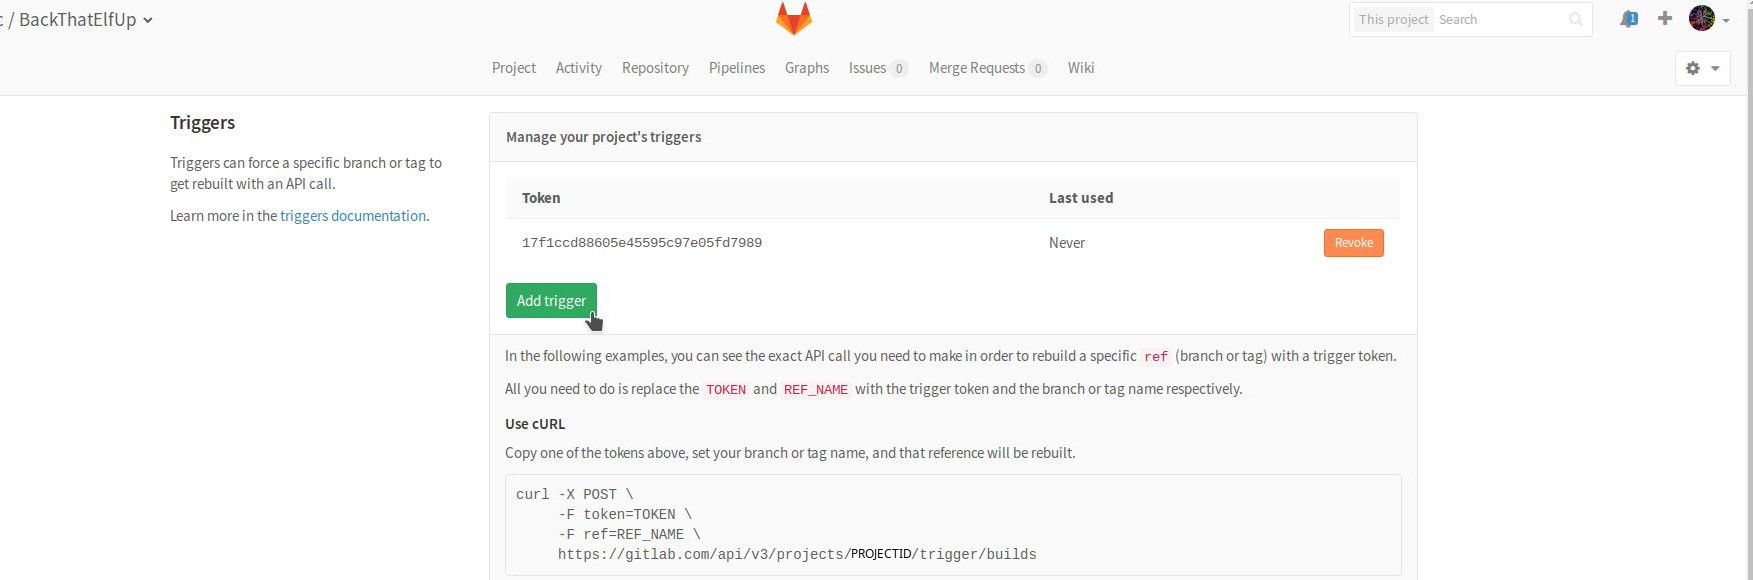 c / BackThatElfUp
This project Search
1
Project Activity Repository Pipelines Graphs Issues 0 Merge Requests 0 Wiki
Triggers
Triggers can force a specific branch or tag to
get rebuilt with an API call.
Learn more in the triggers documentation.
Manage your project's triggers
Token Last used
17f1ccd88605e45595c97e05fd7989 Never Revoke
Add trigger
In the following examples, you can see the exact API call you need to make in order to rebuild a specific ref (branch or tag) with a trigger token.
All you need to do is replace the TOKEN and REF_NAME with the trigger token and the branch or tag name respectively.
Use cURL
Copy one of the tokens above, set your branch or tag name, and that reference will be rebuilt.
curl -X POST \
-F token=TOKEN \
-F ref=REF_NAME \
https://gitlab.com/api/v3/projects/PROJECTID/trigger/builds